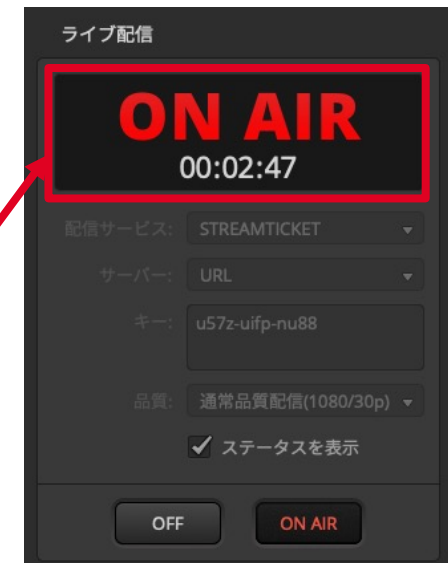 ライブ配信
ON AIR
00:02:47
配信サービス: STREAMTICKET
サーバー: URL
キー: u57z-uifp-nu88
品質: 通常品質配信(1080/30p)
ステータスを表示
OFF ON AIR